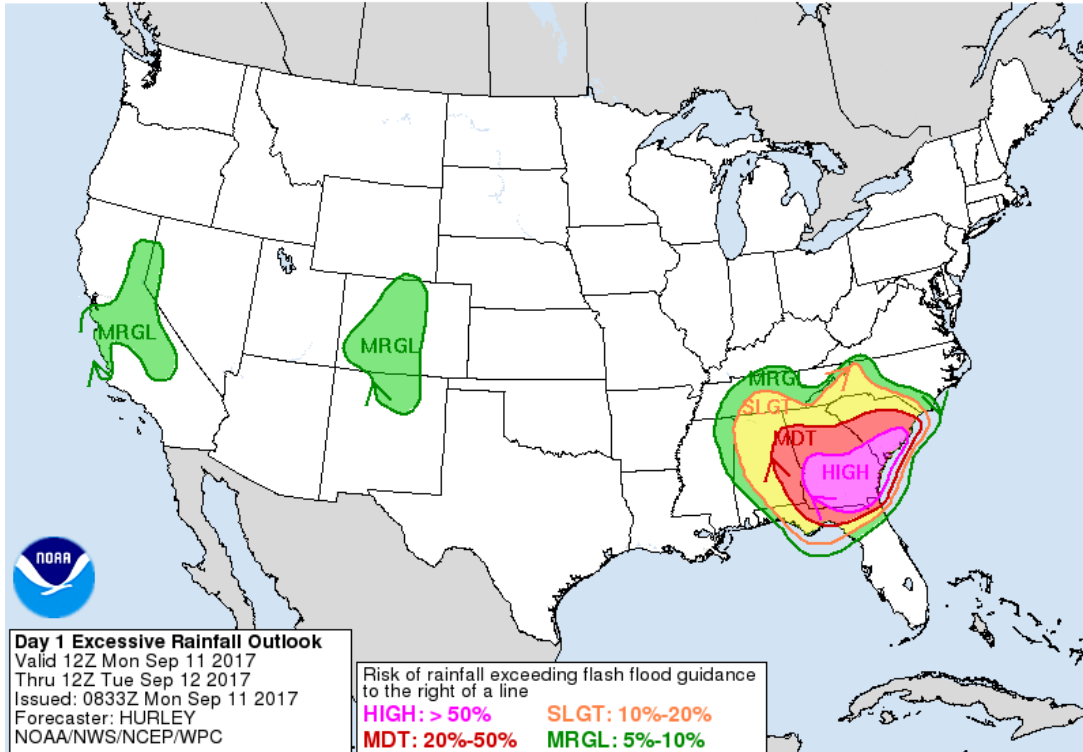 MRGL
MRGL
MRGL
SLGT
MDT
HIGH
NOAA
Day 1 Excessive Rainfall Outlook
Valid 12Z Mon Sep 11 2017
Thru 12Z Tue Sep 12 2017
Issued: 0833Z Mon Sep 11 2017
Forecaster: HURLEY
NOAA/NWS/NCEP/WPC
Risk of rainfall exceeding flash flood guidance
to the right of a line
HIGH: > 50% SLGT: 10%-20%
MDT: 20%-50% MRGL: 5%-10%